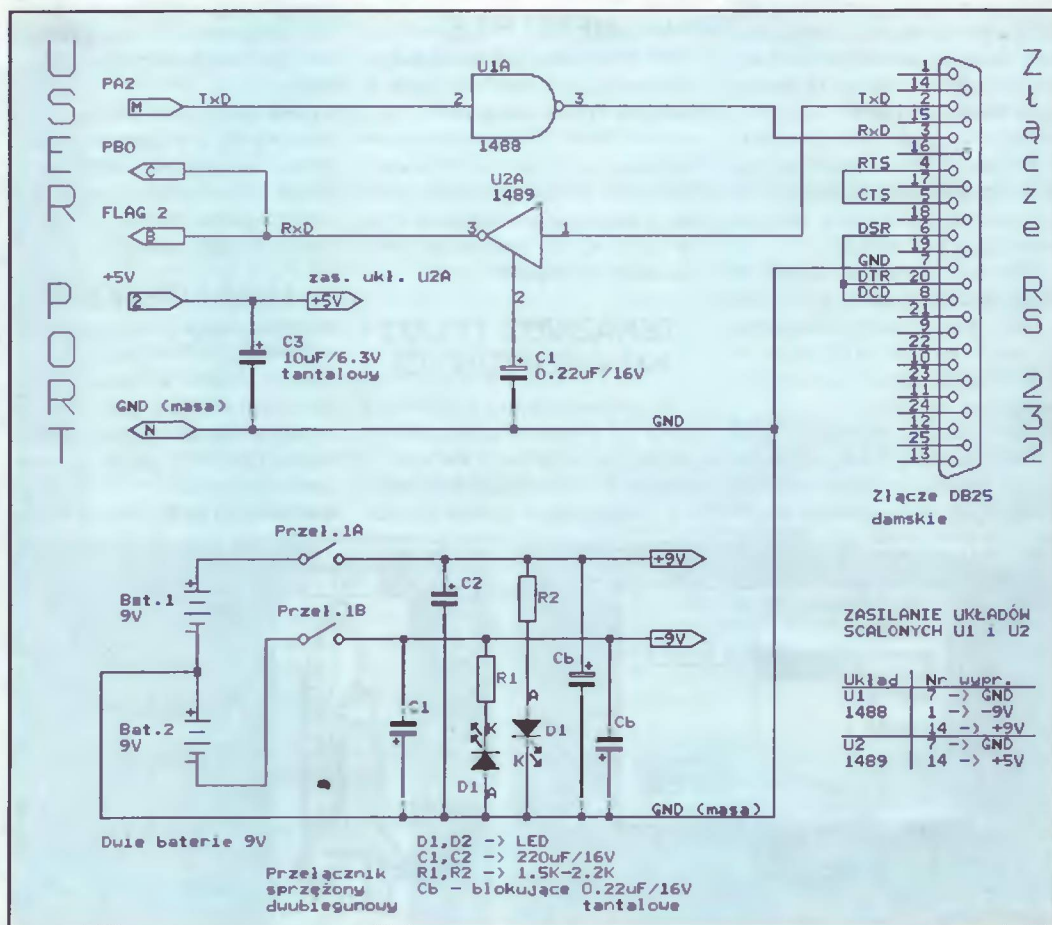 USER PORT
PA2
M
TxD
2
U1A
3
1488
PB0
C
FLAG 2
B
RxD
U2A
1489
3
1
2
+5V
2
zas. ukł. U2A
+5V
C3
10uF/6.3V
tantalowy
C1
0.22uF/16V
GND (masa)
N
GND
1
14
TxD 2
15
RxD 3
16
RTS 4
17
CTS 5
18
DSR 6
19
GND 7
DTR 20
DCD 8
21
9
22
10
23
11
24
12
25
13
Złącze RS 232
Złącze DB25
damskie
Przeł.1A
Przeł.1B
Bat.1
9V
Bat.2
9V
C2
R2
+9V
-9V
C1
R1
Cb
K
D1
A
A
D1
K
Cb
GND (masa)
ZASILANIE UKŁADÓW
SCALONYCH U1 i U2
Układ Nr wypr.
U1 7 -> GND
1488 1 -> -9V
14 -> +9V
U2 7 -> GND
1489 14 -> +5V
Dwie baterie 9V
Przełącznik
sprzężony
dwubiegunowy
D1,D2 -> LED
C1,C2 -> 220uF/16V
R1,R2 -> 1.5K-2.2K
Cb - blokujące 0.22uF/16V
tantalowe